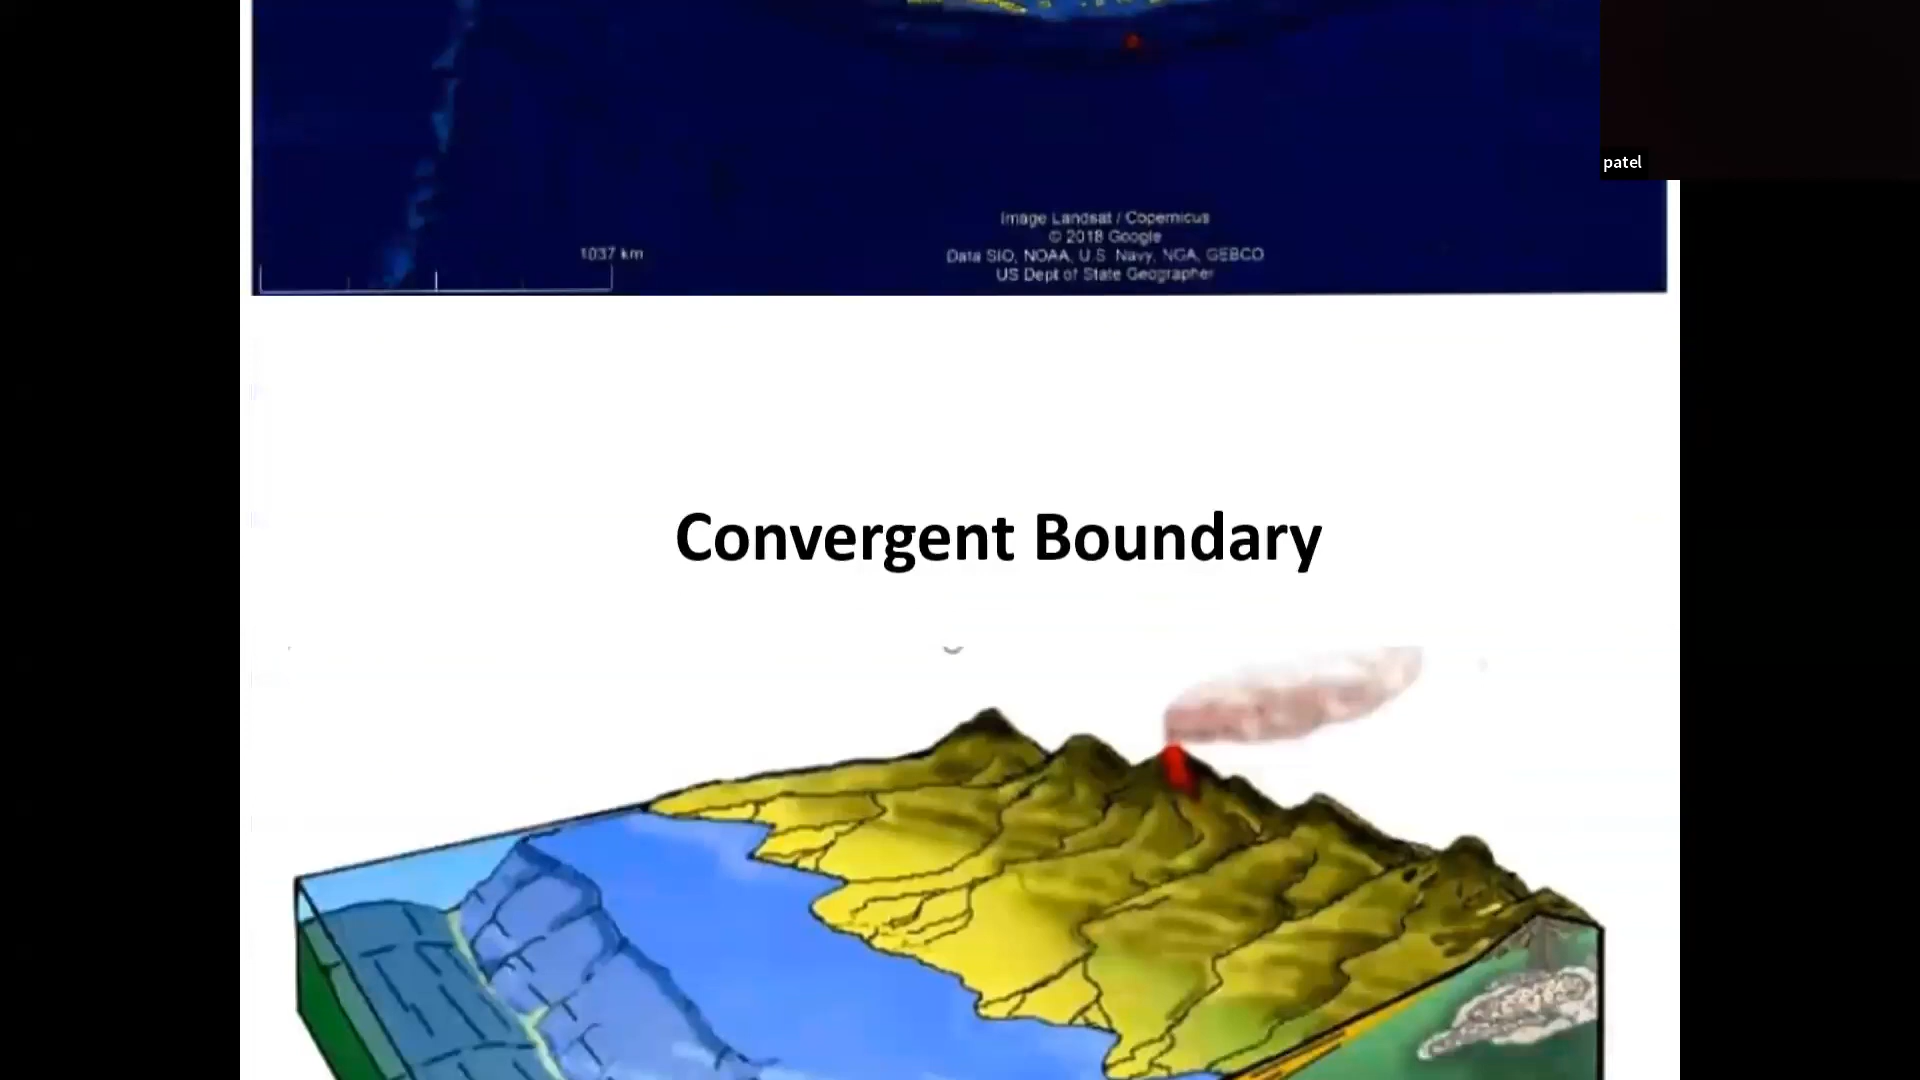 patel
Image Landsat / Copernicus
© 2018 Google
1037 km
Data SIO, NOAA, U.S. Navy, NGA, GEBCO
US Dept of State Geographer
Convergent Boundary